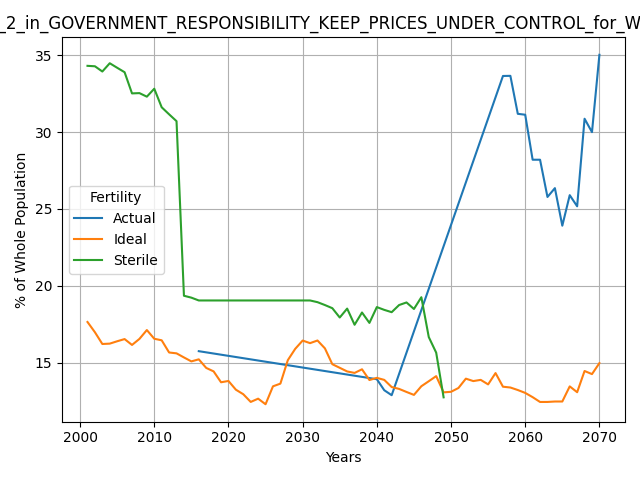 _2_in_GOVERNMENT_RESPONSIBILITY_KEEP_PRICES_UNDER_CONTROL_for_W
35
30
25
20
15
% of Whole Population
Fertility
Actual
Ideal
Sterile
2000 2010 2020 2030 2040 2050 2060 2070
Years